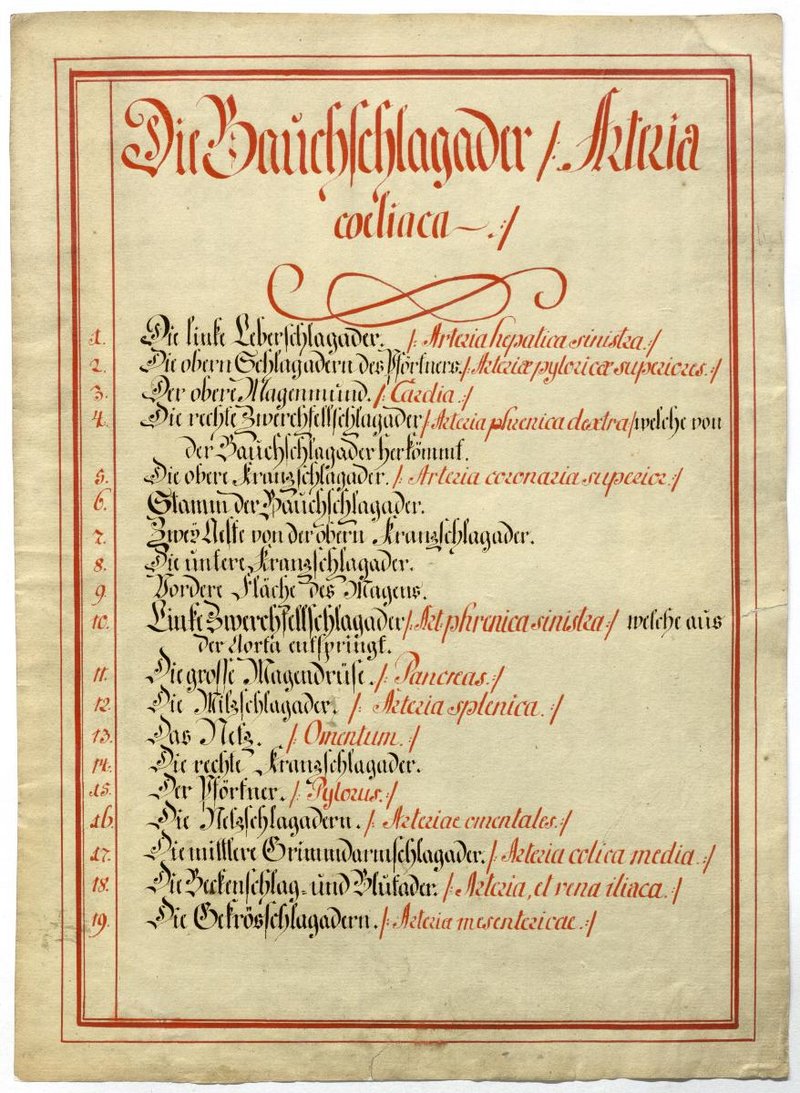 Die Bauchschlagader /: Arteria
coeliaca —. :/
1. Die linke Leberschlagader. /: Arteria hepatica sinistra :/
2. Die obern Schlagadern des Pförtners. /: Arteriæ pyloricæ superiores. :/
3. Der obere Magenmund. /: Cardia :/
4. Die rechte Zwerchfellschlagader /: Arteria phrenica dextra :/ welche von
der Bauchschlagader herkömmt.
5. Die obere Kranzschlagader. /: Arteria coronaria superior :/
6. Stamm der Bauchschlagader.
7. Zwey Aeste von der obern Kranzschlagader.
8. Die untere Kranzschlagader.
9. Vordere Fläche des Magens.
10. Linke Zwerchfellschlagader /: Art phrenica sinistra :/ welche aus
der Aorta entspringt.
11. Die grosse Magendrüse. /: Pancreas. :/
12. Die Milzschlagader. /: Arteria splenica. :/
13. Das Netz. /: Omentum. :/
14. Die rechte Kranzschlagader.
15. Der Pförtner. /: Pylorus. :/
16. Die Netzschlagadern. /: Arteriae omentales. :/
17. Die mittlere Grimmdarmschlagader. /: Arteria colica media. :/
18. Die Beckenschlag- und Blutader. /: Arteria, et vena iliaca. :/
19. Die Gekrösschlagadern. /: Arteria mesentericae. :/